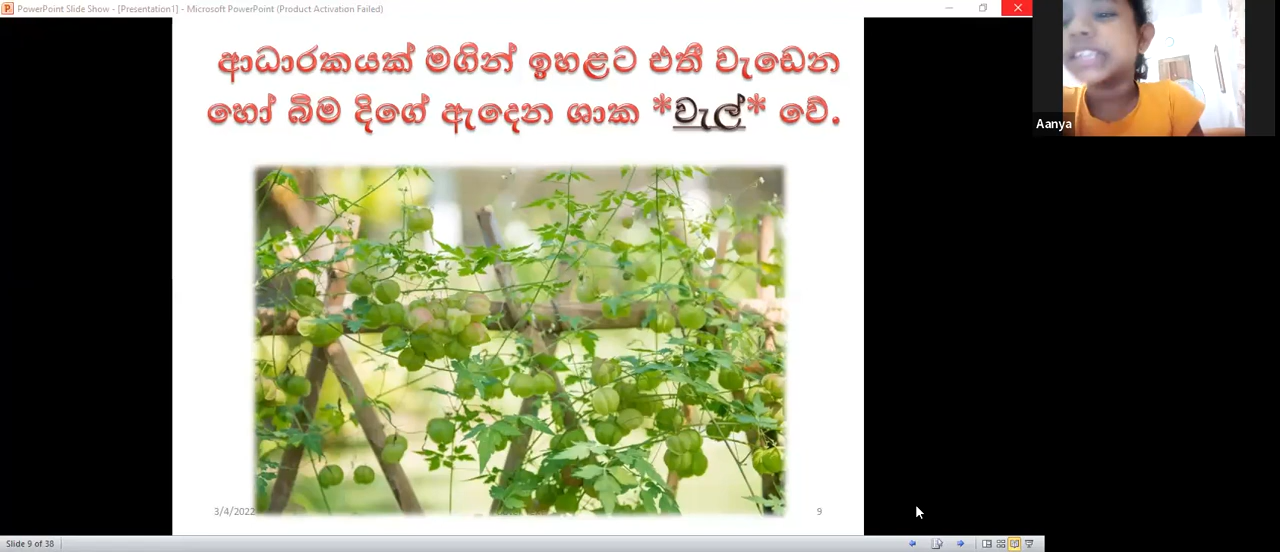 PowerPoint Slide Show - [Presentation1] - Microsoft PowerPoint (Product Activation Failed)
ආධාරකයක් මගින් ඉහළට එතී වැඩෙන
හෝ බිම දිගේ ඇදෙන ශාක *වැල්* වේ.
Aanya
3/4/2022
9
Slide 9 of 38